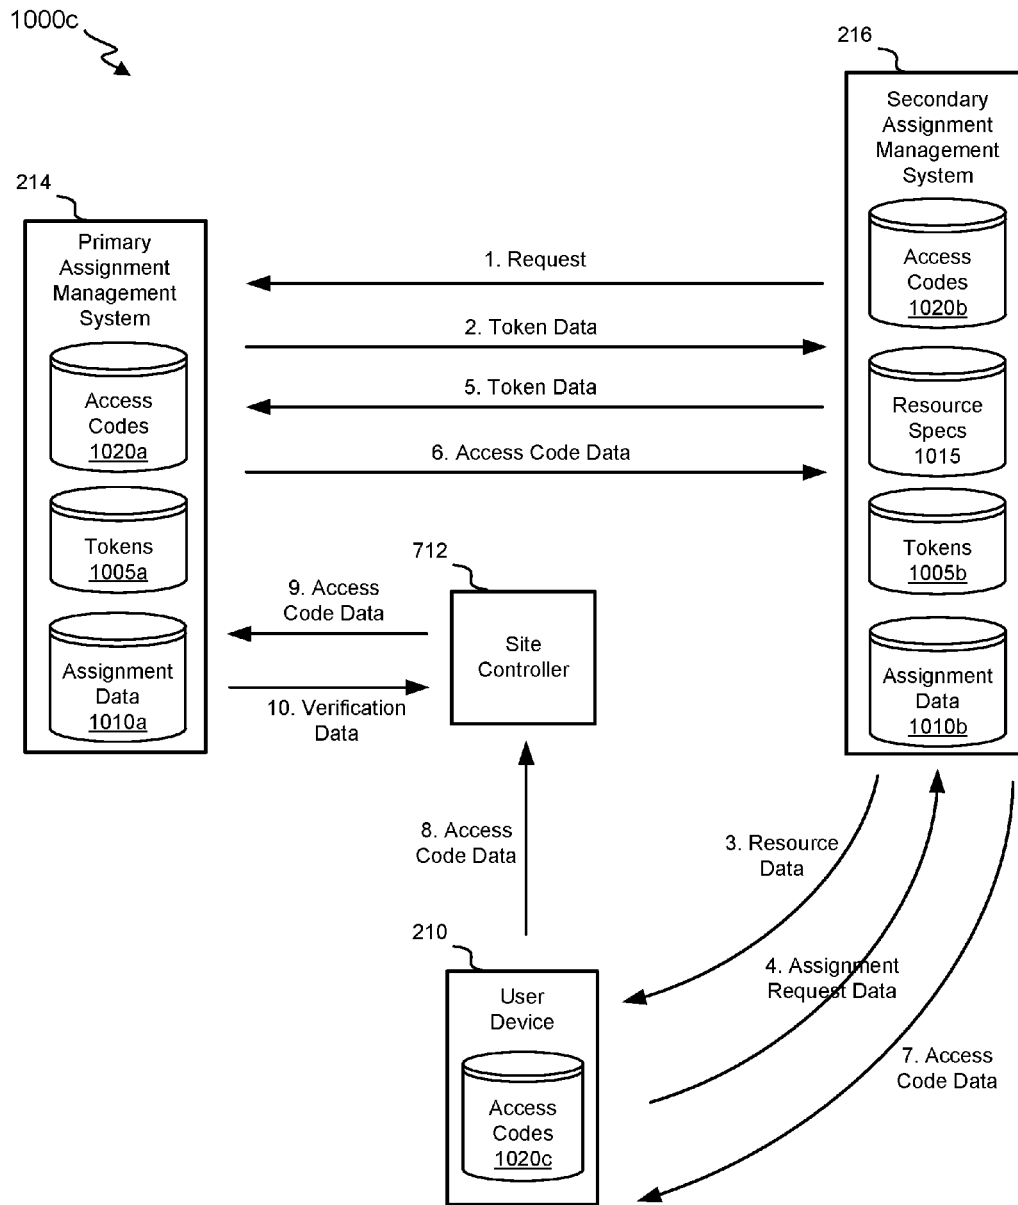 1000c
216
Secondary
Assignment
Management
System
Access
Codes
1020b
Resource
Specs
1015
Tokens
1005b
Assignment
Data
1010b
214
Primary
Assignment
Management
System
Access
Codes
1020a
Tokens
1005a
Assignment
Data
1010a
1. Request
2. Token Data
5. Token Data
6. Access Code Data
712
Site
Controller
9. Access
Code Data
10. Verification
Data
8. Access
Code Data
3. Resource
Data
4. Assignment
Request Data
7. Access
Code Data
210
User
Device
Access
Codes
1020c